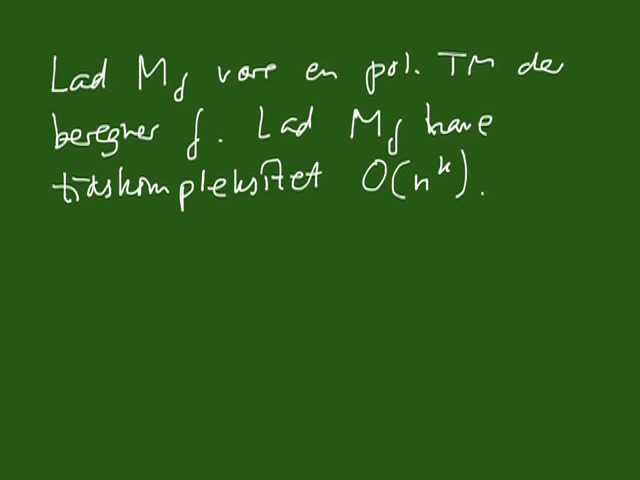 Lad M_f være en pol. TM der
beregner f. Lad M_f have
tidskompleksitet O(n^k).